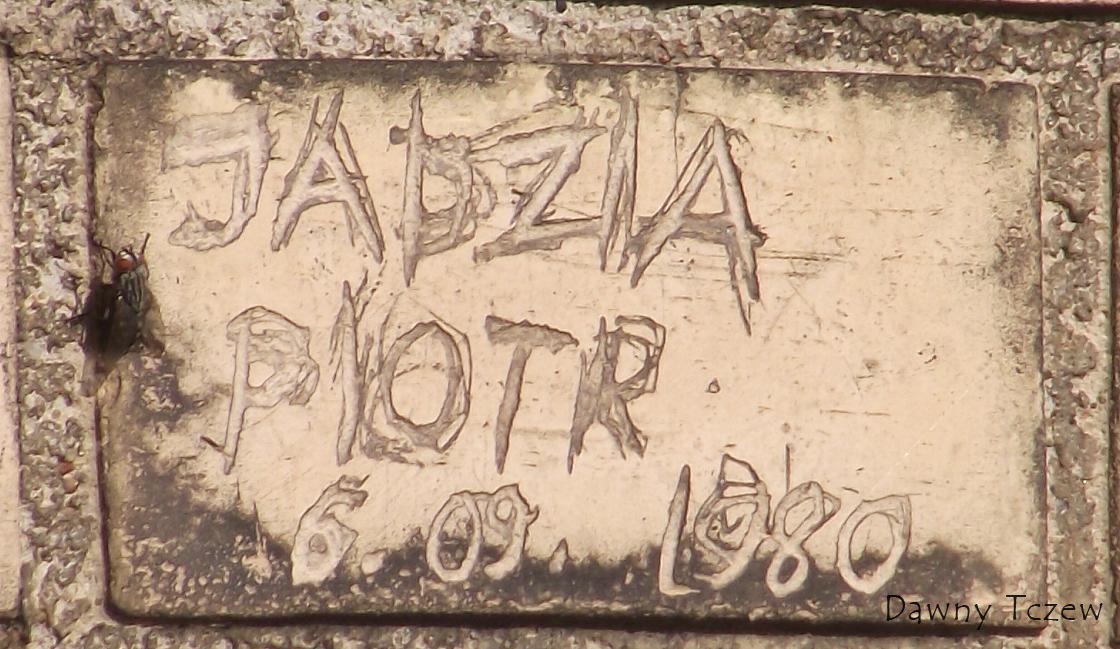 JADZIA
PIOTR
6.09.1980
Dawny Tczew